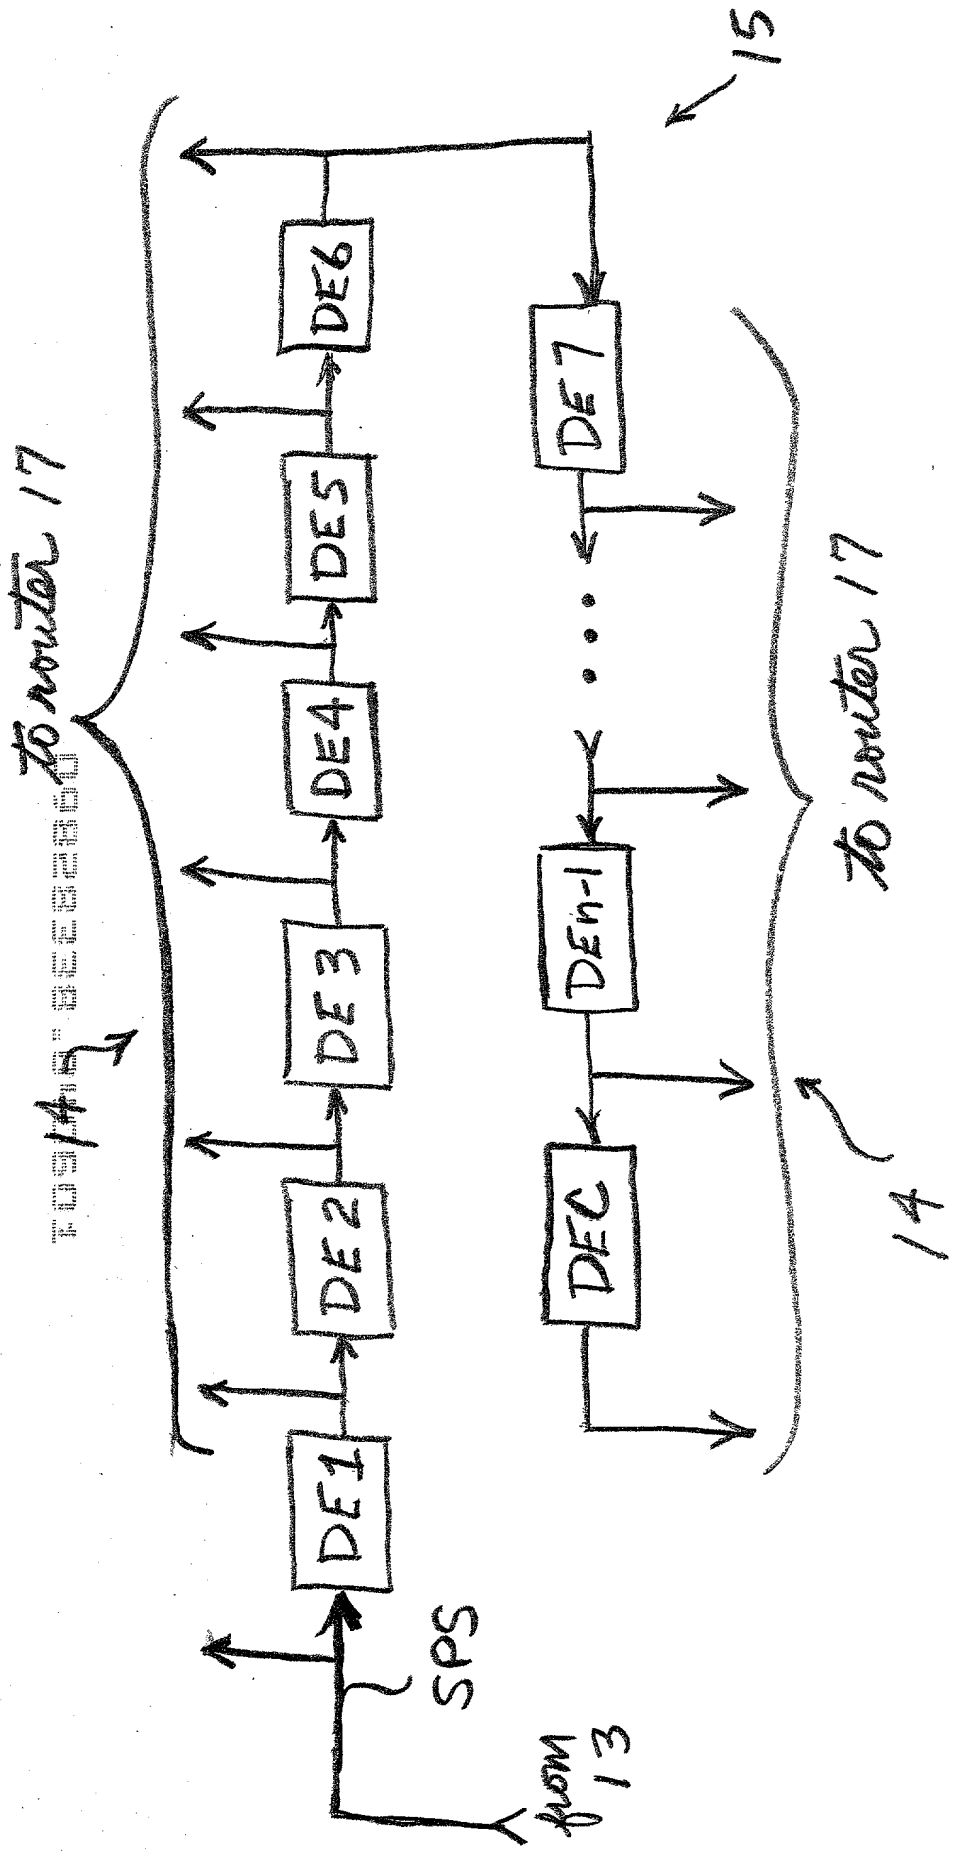 to router 17
14
DE1
DE2
DE3
DE4
DE5
DE6
SPS
from
13
DEC
DEn-1
• • •
DE7
14
to router 17
15